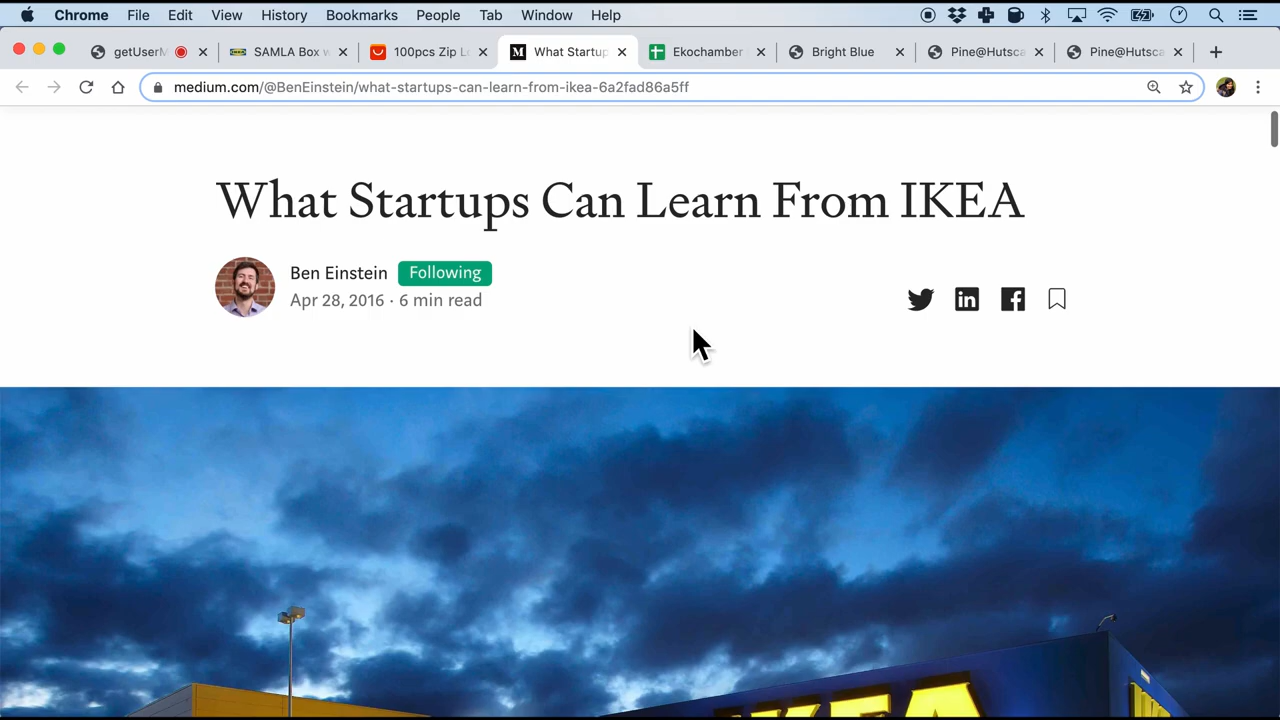 Chrome File Edit View History Bookmarks People Tab Window Help
getUserM SAMLA Box w 100pcs Zip L What Startup Ekochamber Bright Blue Pine@Hutsca Pine@Hutsca
medium.com/@BenEinstein/what-startups-can-learn-from-ikea-6a2fad86a5ff
What Startups Can Learn From IKEA
Ben Einstein Following
Apr 28, 2016 · 6 min read
IKEA